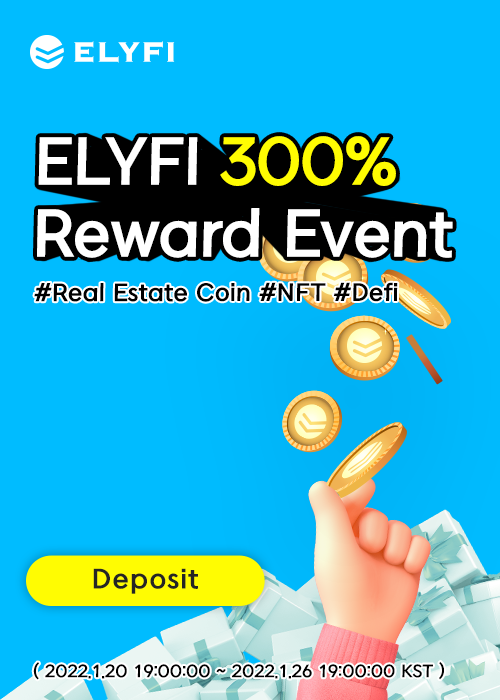 ELYFI
ELYFI 300%
Reward Event
#Real Estate Coin #NFT #Defi
Deposit
( 2022.1.20 19:00:00 ~ 2022.1.26 19:00:00 KST )